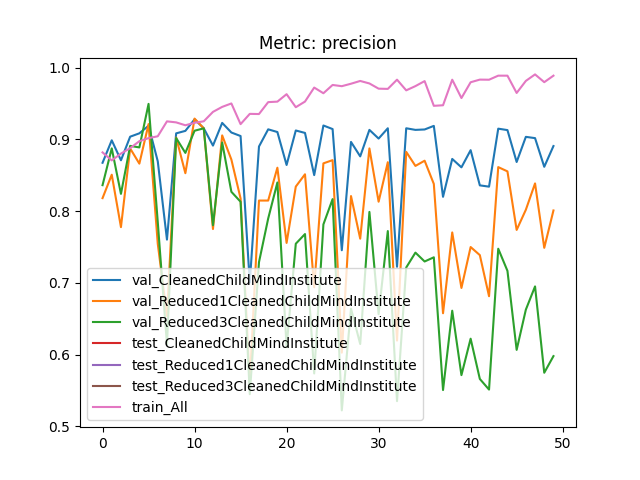 Metric: precision
1.0
0.9
0.8
0.7
0.6
0.5
val_CleanedChildMindInstitute
val_Reduced1CleanedChildMindInstitute
val_Reduced3CleanedChildMindInstitute
test_CleanedChildMindInstitute
test_Reduced1CleanedChildMindInstitute
test_Reduced3CleanedChildMindInstitute
train_All
0 10 20 30 40 50